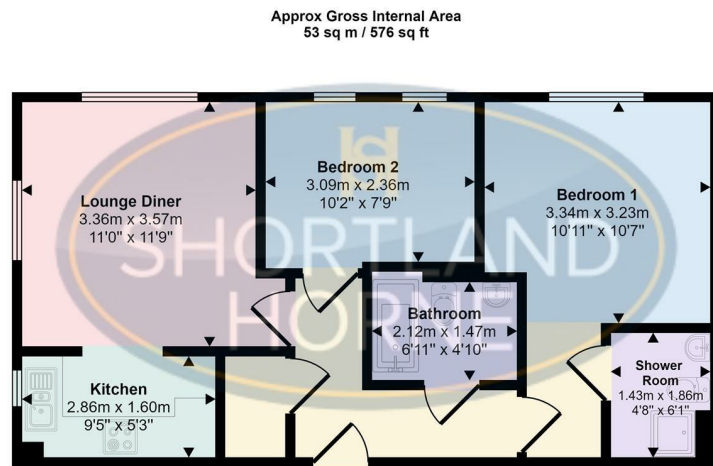 Approx Gross Internal Area
53 sq m / 576 sq ft
Lounge Diner
3.36m x 3.57m
11'0" x 11'9"
Bedroom 2
3.09m x 2.36m
10'2" x 7'9"
Bedroom 1
3.34m x 3.23m
10'11" x 10'7"
SHORTLAND
HORNE
Bathroom
2.12m x 1.47m
6'11" x 4'10"
Kitchen
2.86m x 1.60m
9'5" x 5'3"
Shower
Room
1.43m x 1.86m
4'8" x 6'1"